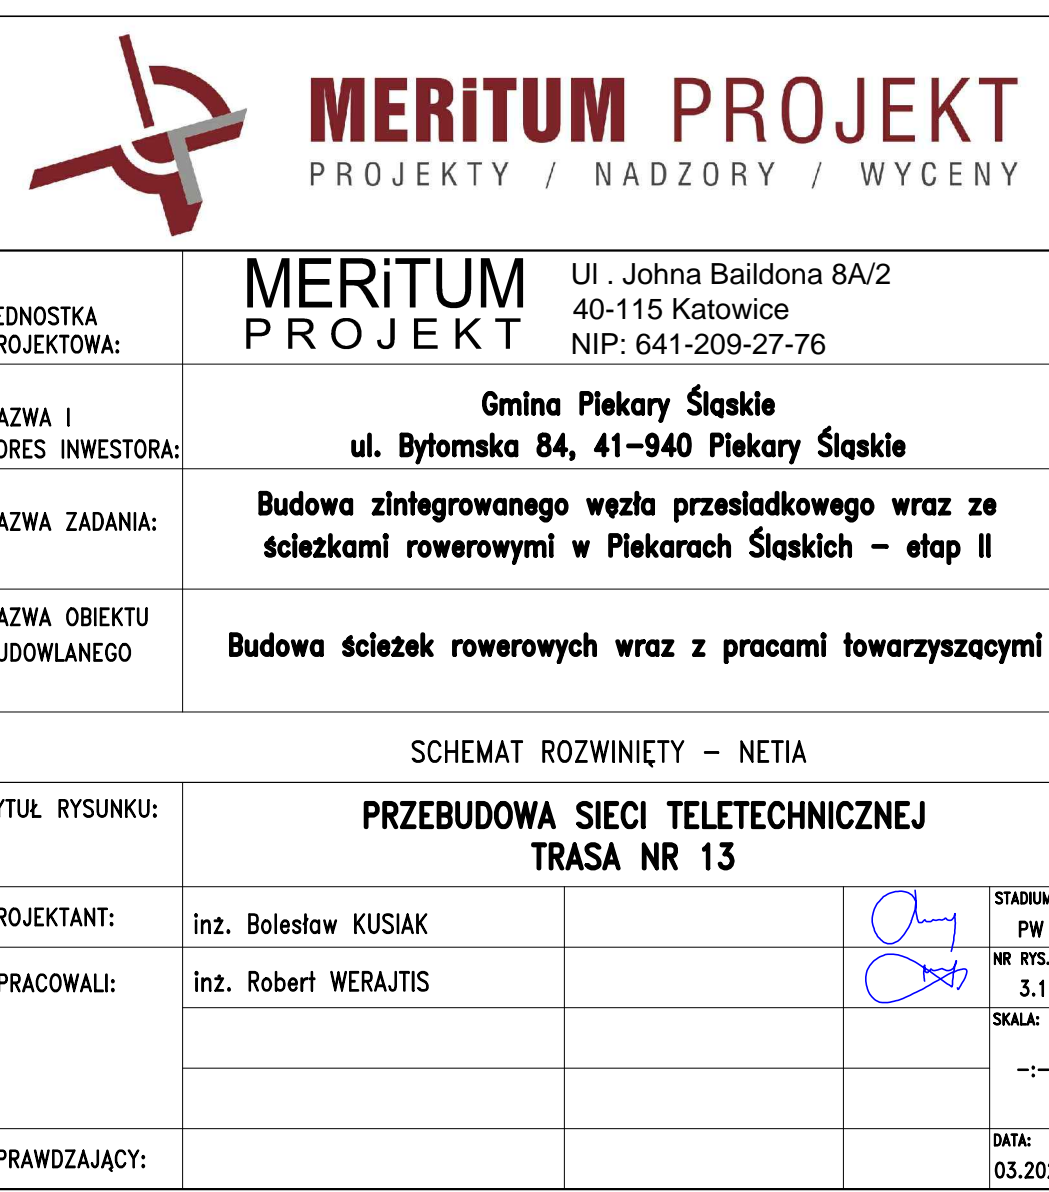 MERiTUM PROJEKT
PROJEKTY / NADZORY / WYCENY
EDNOSTKA
ROJEKTOWA:
MERiTUM
PROJEKT
Ul . Johna Baildona 8A/2
40-115 Katowice
NIP: 641-209-27-76
AZWA I
DRES INWESTORA:
Gmina Piekary Śląskie
ul. Bytomska 84, 41-940 Piekary Śląskie
AZWA ZADANIA:
Budowa zintegrowanego węzła przesiadkowego wraz ze
ścieżkami rowerowymi w Piekarach Śląskich - etap II
AZWA OBIEKTU
UDOWLANEGO
Budowa ścieżek rowerowych wraz z pracami towarzyszącymi
SCHEMAT ROZWINIĘTY - NETIA
YTUŁ RYSUNKU:
PRZEBUDOWA SIECI TELETECHNICZNEJ
TRASA NR 13
ROJEKTANT:
inż. Bolesław KUSIAK
STADIUM
PW
PRACOWALI:
inż. Robert WERAJTIS
NR RYS.
3.1
SKALA:
-:-
PRAWDZAJĄCY:
DATA:
03.20